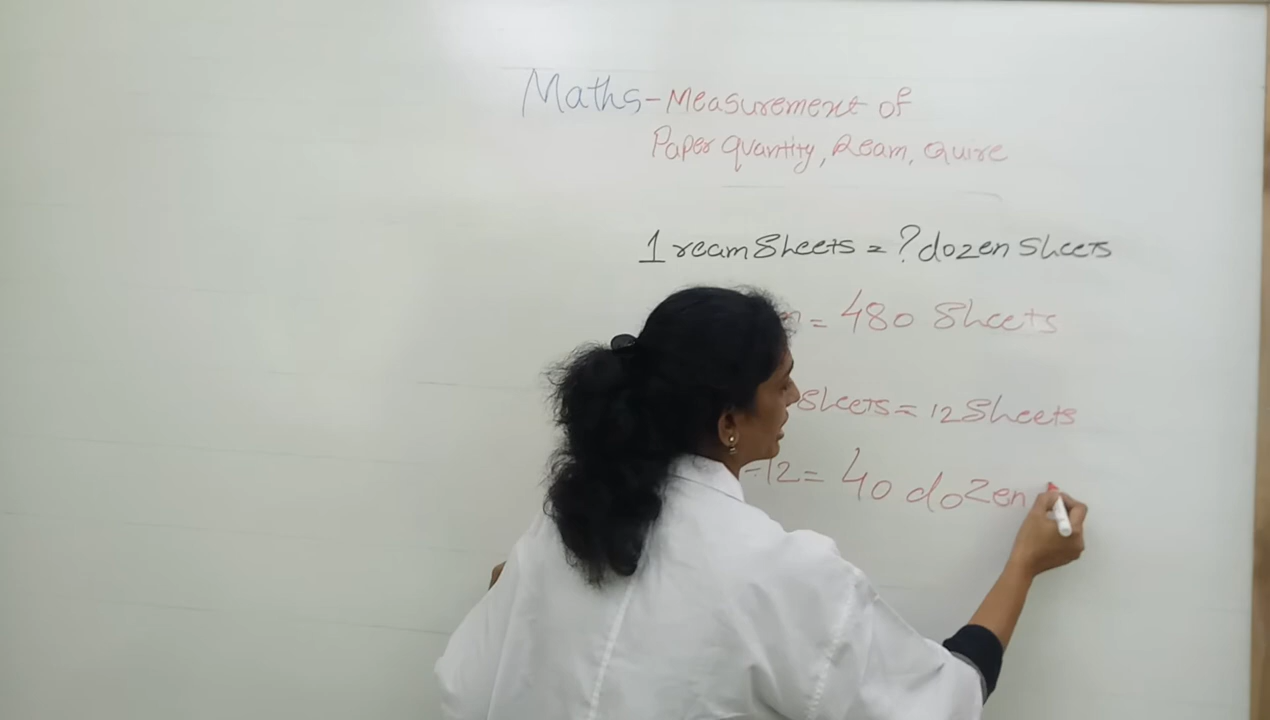 Maths - Measurement of
Paper quantity, Ream, Quire
1 ream Sheets = ? dozen Sheets
= 480 Sheets
Sheets = 12 Sheets
12 = 40 dozen